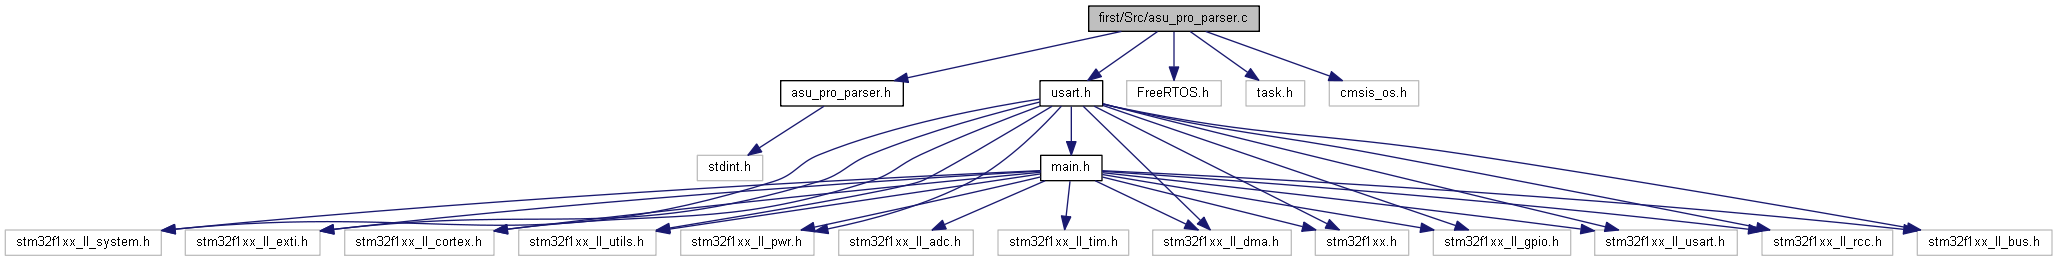 first/Src/asu_pro_parser.c
asu_pro_parser.h
usart.h
FreeRTOS.h
task.h
cmsis_os.h
stdint.h
main.h
stm32f1xx_ll_system.h
stm32f1xx_ll_exti.h
stm32f1xx_ll_cortex.h
stm32f1xx_ll_utils.h
stm32f1xx_ll_pwr.h
stm32f1xx_ll_adc.h
stm32f1xx_ll_tim.h
stm32f1xx_ll_dma.h
stm32f1xx.h
stm32f1xx_ll_gpio.h
stm32f1xx_ll_usart.h
stm32f1xx_ll_rcc.h
stm32f1xx_ll_bus.h